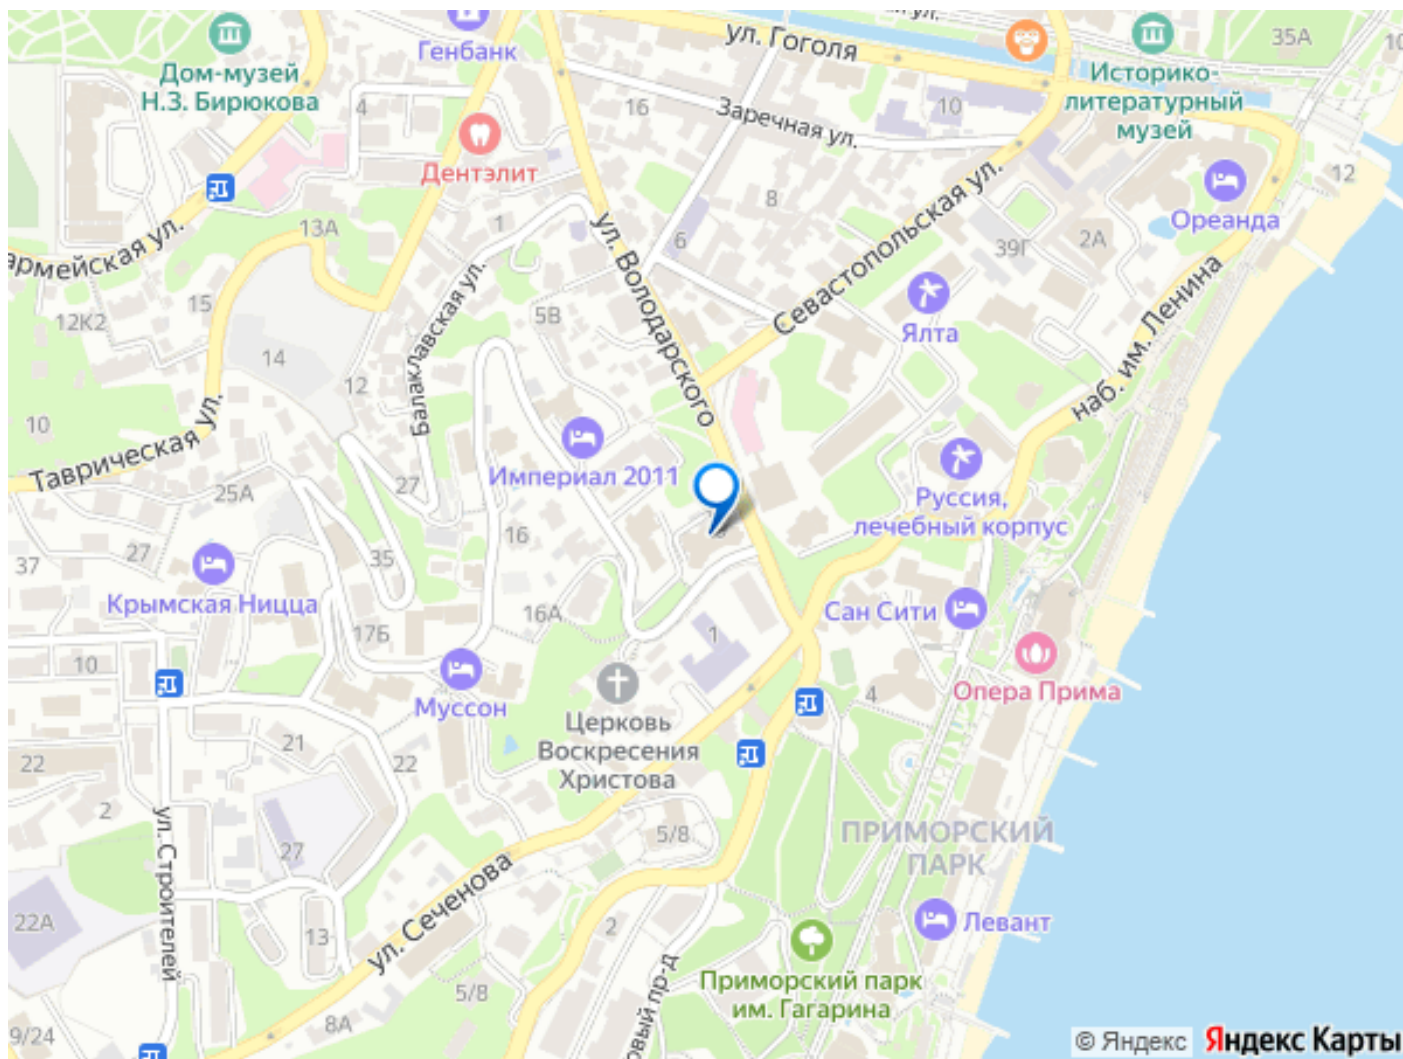 ул.
ул. Гоголя
35А
10
Генбанк
Дом-музей
Н.З. Бирюкова
Историко-
литературный
музей
4
16
Заречная ул.
10
Дентэлит
12
Ореанда
8
1
13А
6
39Г
2А
армейская ул.
ул. Володарского
Севастопольская ул.
наб. им. Ленина
15
12К2
5В
Ялта
Балаклавская ул.
14
12
10
Таврическая ул.
25А
27
Империал 2011
Руссия,
лечебный корпус
16
27
37
35
Крымская Ницца
16А
17Б
1
Сан Сити
10
Муссон
4
Опера Прима
Церковь
Воскресения
Христова
21
22
22
2
ул. Строителей
27
5/8
ПРИМОРСКИЙ
ПАРК
ул. Сеченова
22А
13
2
Левант
Приморский парк
им. Гагарина
5/8
овый пр-д
9/24
8А
© Яндекс Яндекс Карты